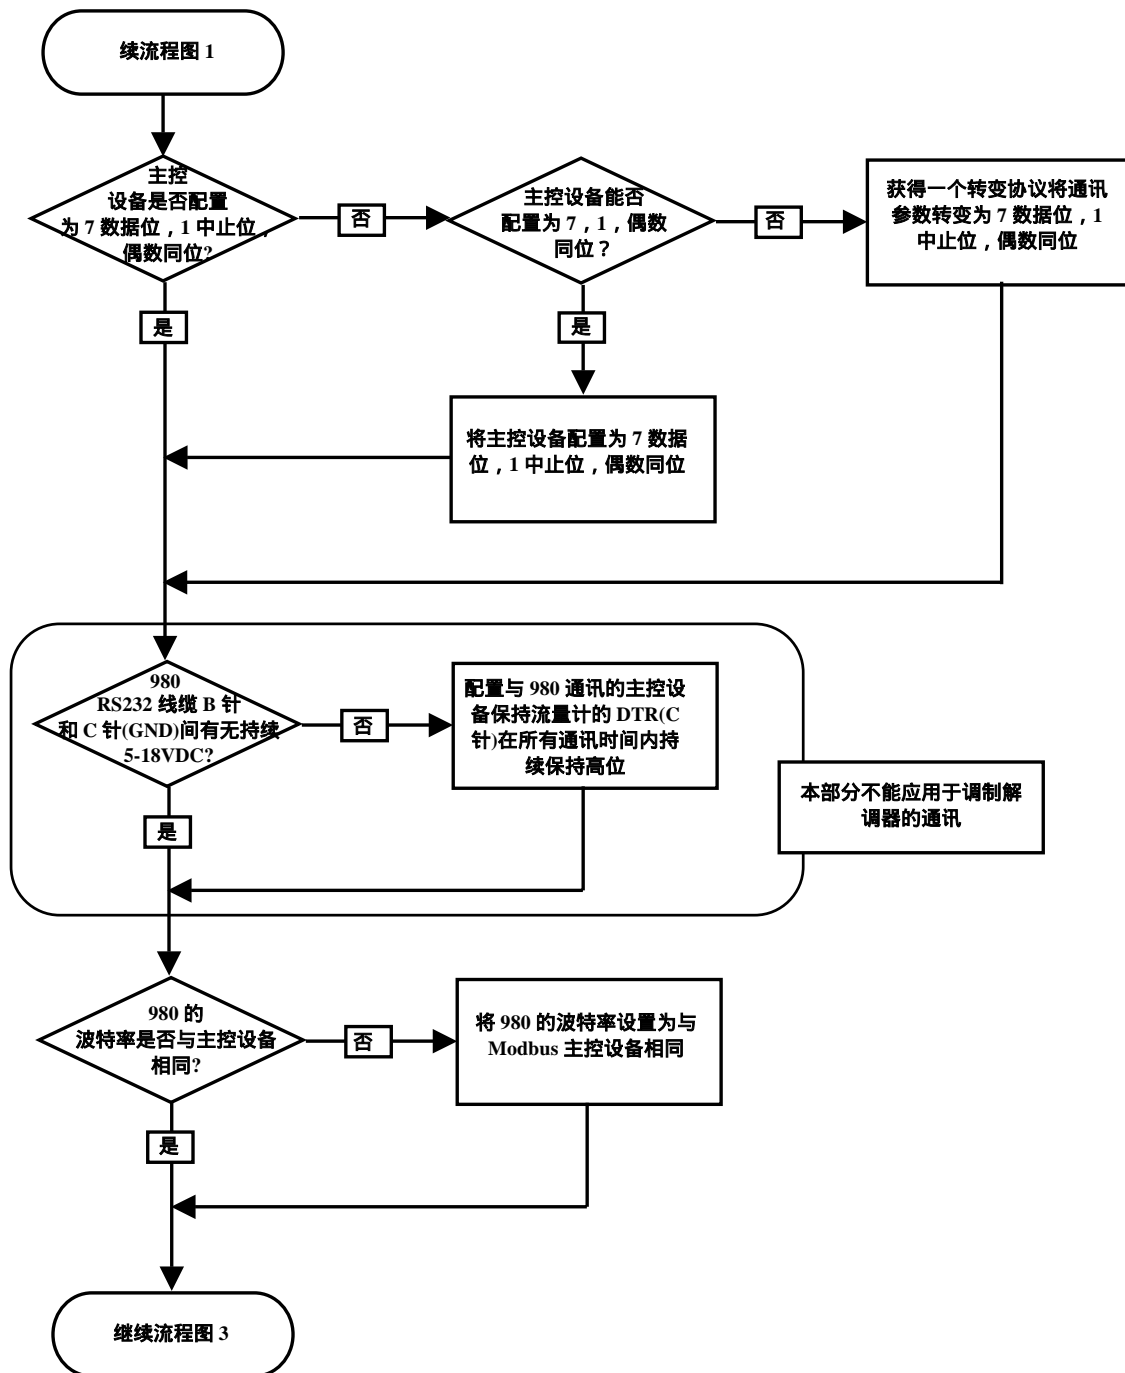 续流程图 1
主控
设备是否配置
为 7 数据位，1 中止位，
偶数同位?
否
主控设备能否
配置为 7，1，偶数
同位？
否
获得一个转变协议将通讯
参数转变为 7 数据位，1
中止位，偶数同位
是
是
将主控设备配置为 7 数据
位，1 中止位，偶数同位
980
RS232 线缆 B 针
和 C 针(GND)间有无持续
5-18VDC?
否
配置与 980 通讯的主控设
备保持流量计的 DTR(C
针)在所有通讯时间内持
续保持高位
本部分不能应用于调制解
调器的通讯
是
980 的
波特率是否与主控设备
相同?
否
将 980 的波特率设置为与
Modbus 主控设备相同
是
继续流程图 3